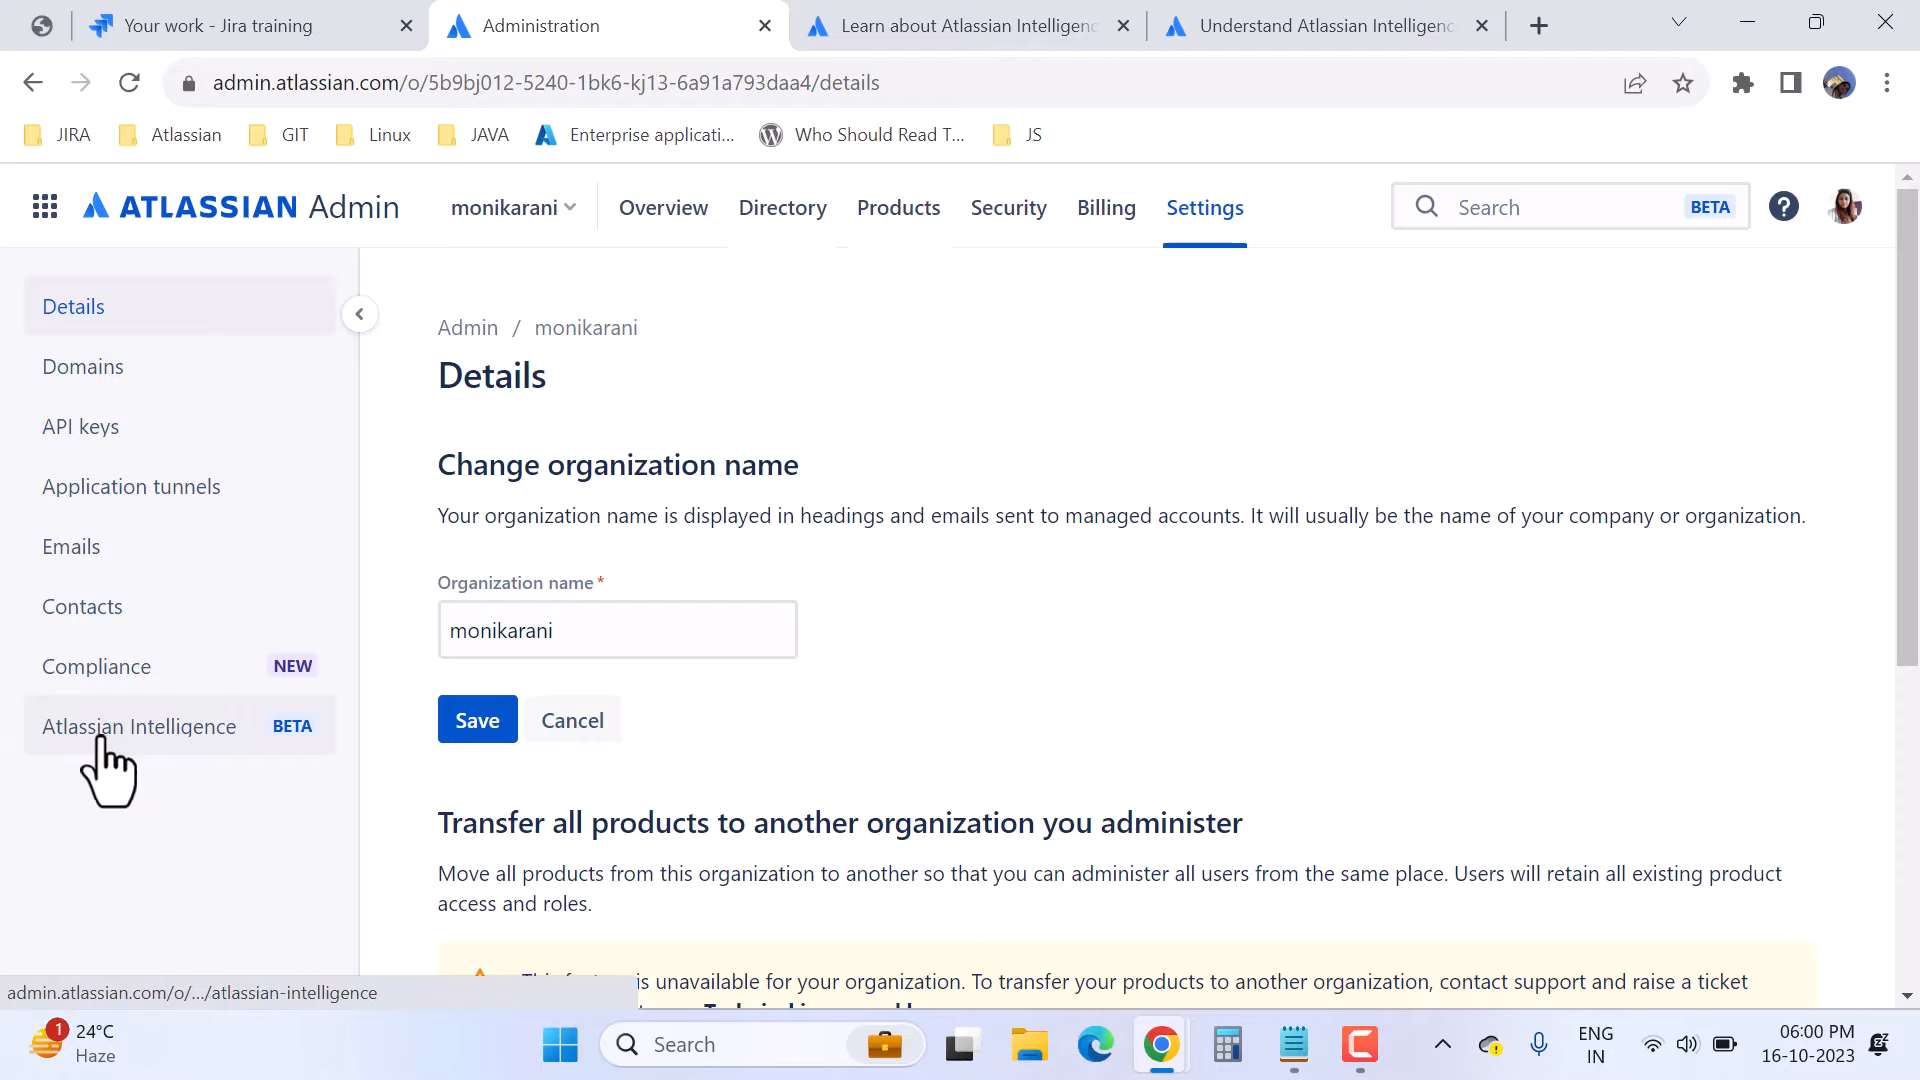 Your work - Jira training
Administration
Learn about Atlassian Intelligenc
Understand Atlassian Intelligenc
admin.atlassian.com/o/5b9bj012-5240-1bk6-kj13-6a91a793daa4/details
JIRA
Atlassian
GIT
Linux
JAVA
Enterprise applicati...
Who Should Read T...
JS
ATLASSIAN Admin
monikarani
Overview
Directory
Products
Security
Billing
Settings
Search
BETA
Details
Domains
API keys
Application tunnels
Emails
Contacts
Compliance NEW
Atlassian Intelligence BETA
Admin / monikarani
Details
Change organization name
Your organization name is displayed in headings and emails sent to managed accounts. It will usually be the name of your company or organization.
Organization name *
monikarani
Save
Cancel
Transfer all products to another organization you administer
Move all products from this organization to another so that you can administer all users from the same place. Users will retain all existing product
access and roles.
is unavailable for your organization. To transfer your products to another organization, contact support and raise a ticket
admin.atlassian.com/o/.../atlassian-intelligence
1
24°C
Haze
Search
ENG
IN
06:00 PM
16-10-2023